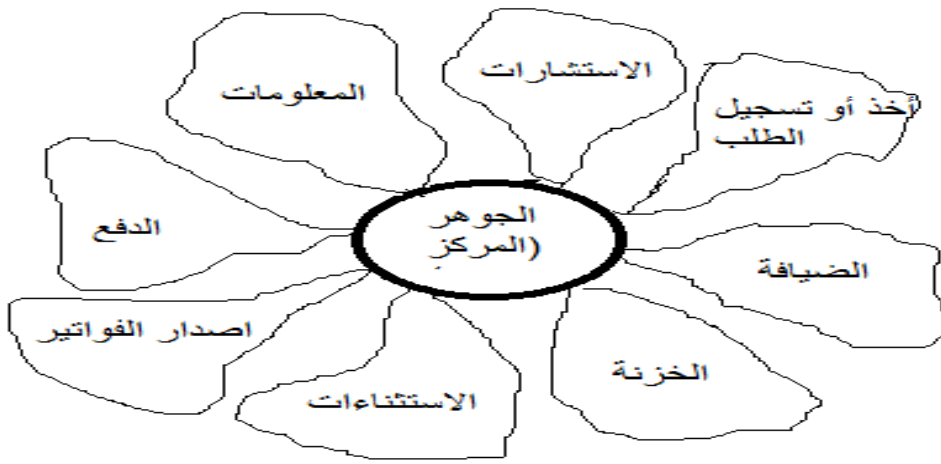 المعلومات
الاستشارات
أخذ أو تسجيل
الطلب
الدفع
الجوهر
(المركز
الضيافة
اصدار الفواتير
الاستثناءات
الخزنة